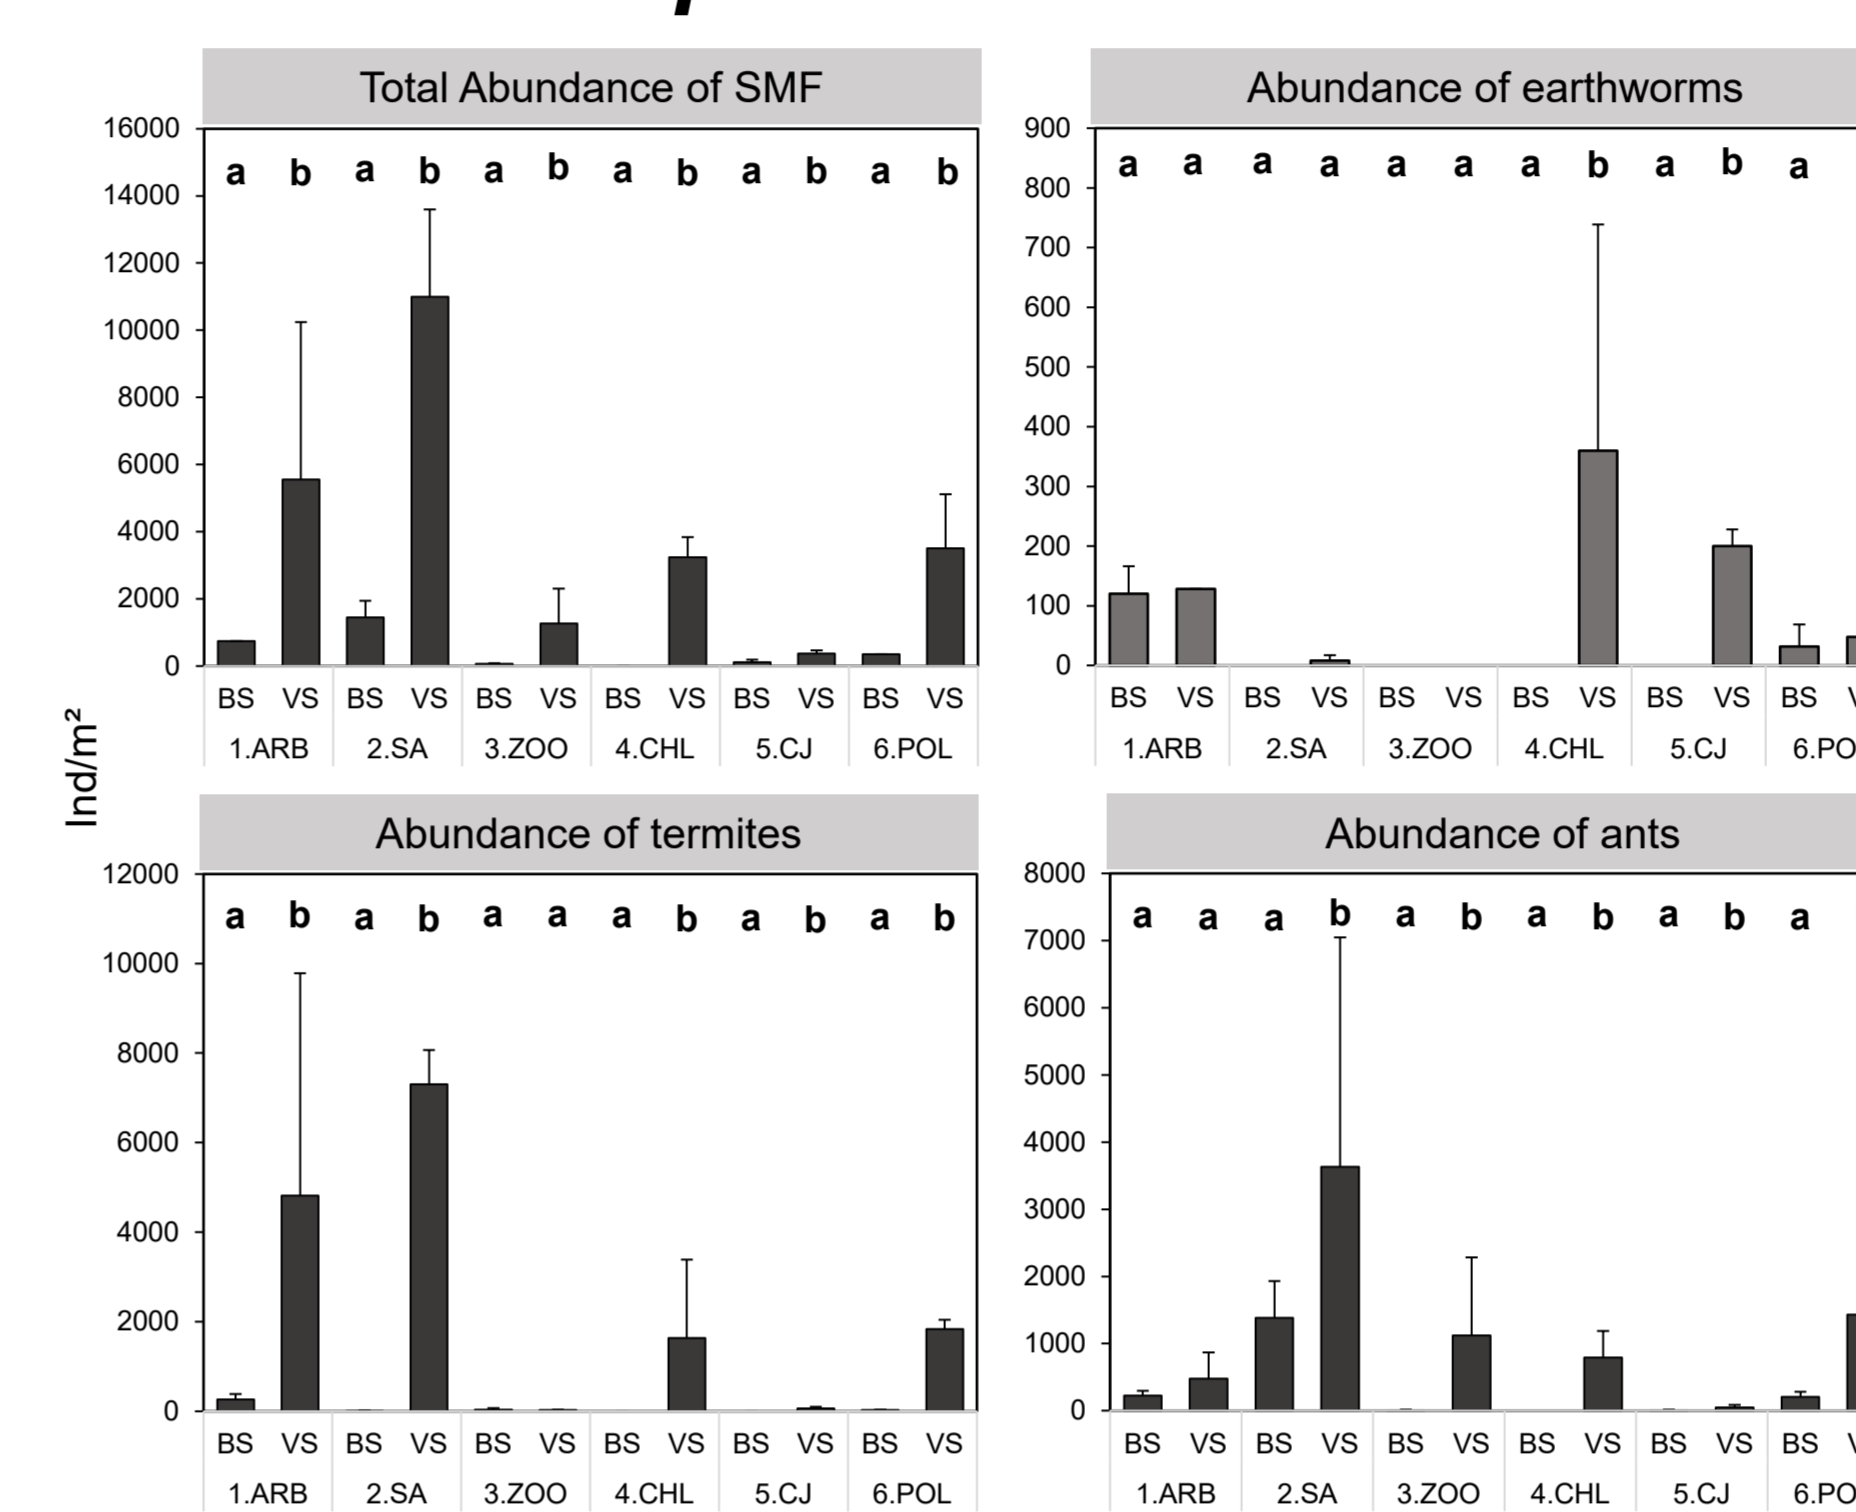 Total Abundance of SMF
16000
14000
12000
10000
8000
6000
4000
2000
0
a b a b a b a b a b a b
BS VS BS VS BS VS BS VS BS VS BS VS
1.ARB 2.SA 3.ZOO 4.CHL 5.CJ 6.POL
Abundance of earthworms
900
800
700
600
500
400
300
200
100
0
a a a a a a a b a b a
BS VS BS VS BS VS BS VS BS VS BS
1.ARB 2.SA 3.ZOO 4.CHL 5.CJ 6.PO
Ind/m²
Abundance of termites
12000
10000
8000
6000
4000
2000
0
a b a b a a a b a b a b
BS VS BS VS BS VS BS VS BS VS BS VS
1.ARB 2.SA 3.ZOO 4.CHL 5.CJ 6.POL
Abundance of ants
8000
7000
6000
5000
4000
3000
2000
1000
0
a a a b a b a b a b a
BS VS BS VS BS VS BS VS BS VS BS
1.ARB 2.SA 3.ZOO 4.CHL 5.CJ 6.PO